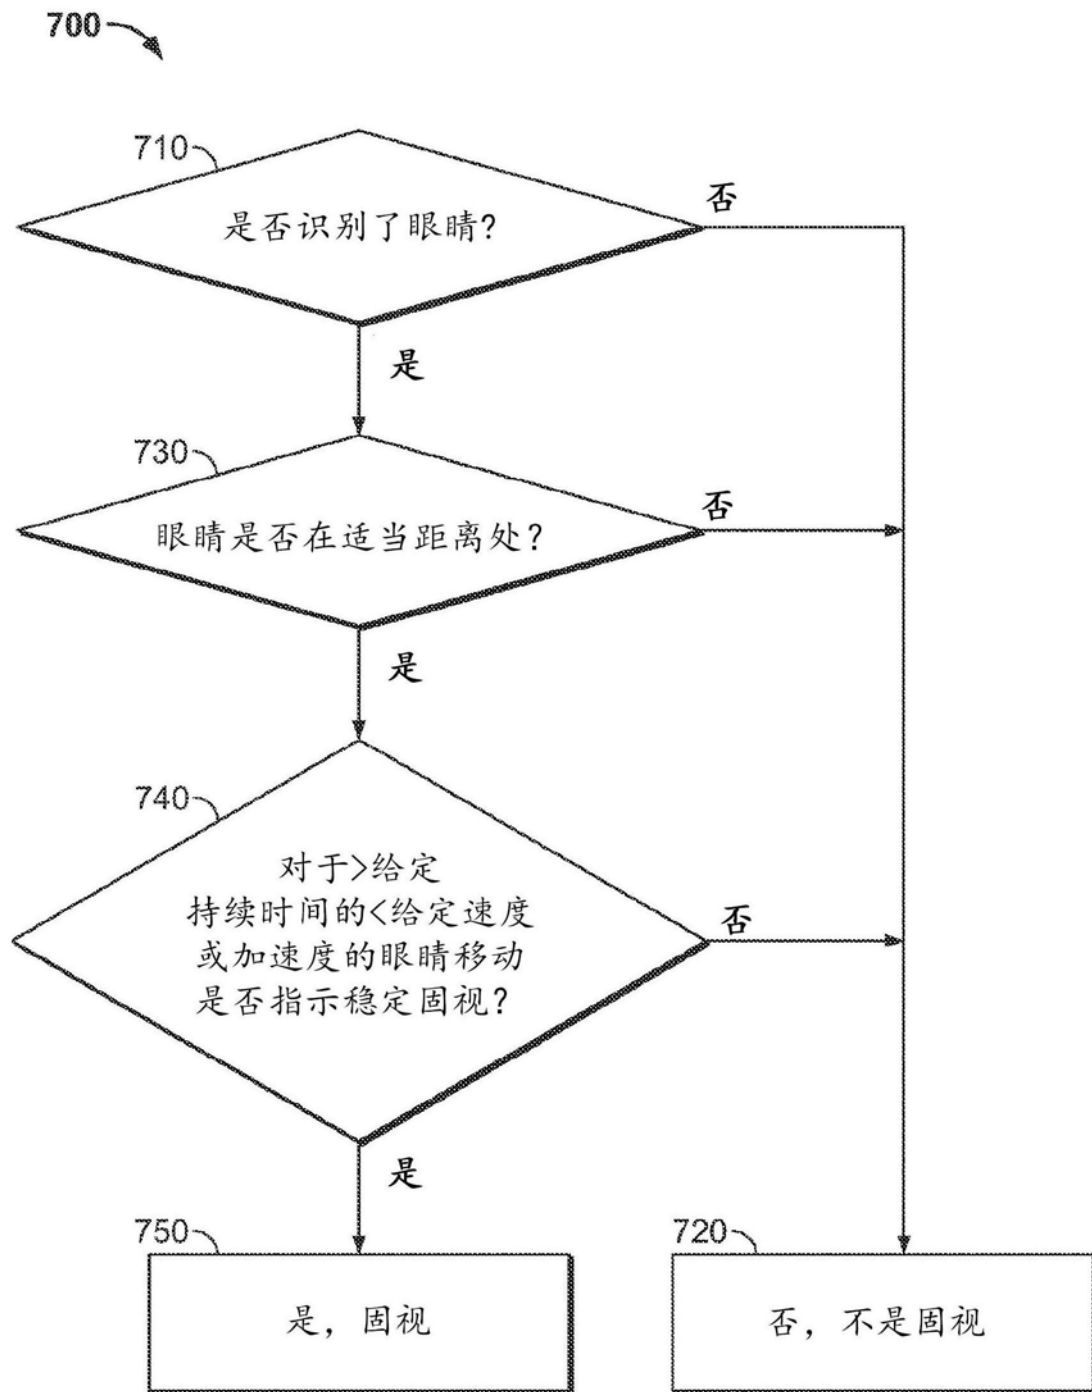 700
710
是否识别了眼睛?
否
是
730
眼睛是否在适当距离处?
否
是
740
对于>给定
持续时间的<给定速度
或加速度的眼睛移动
是否指示稳定固视?
否
是
750
是，固视
720
否，不是固视